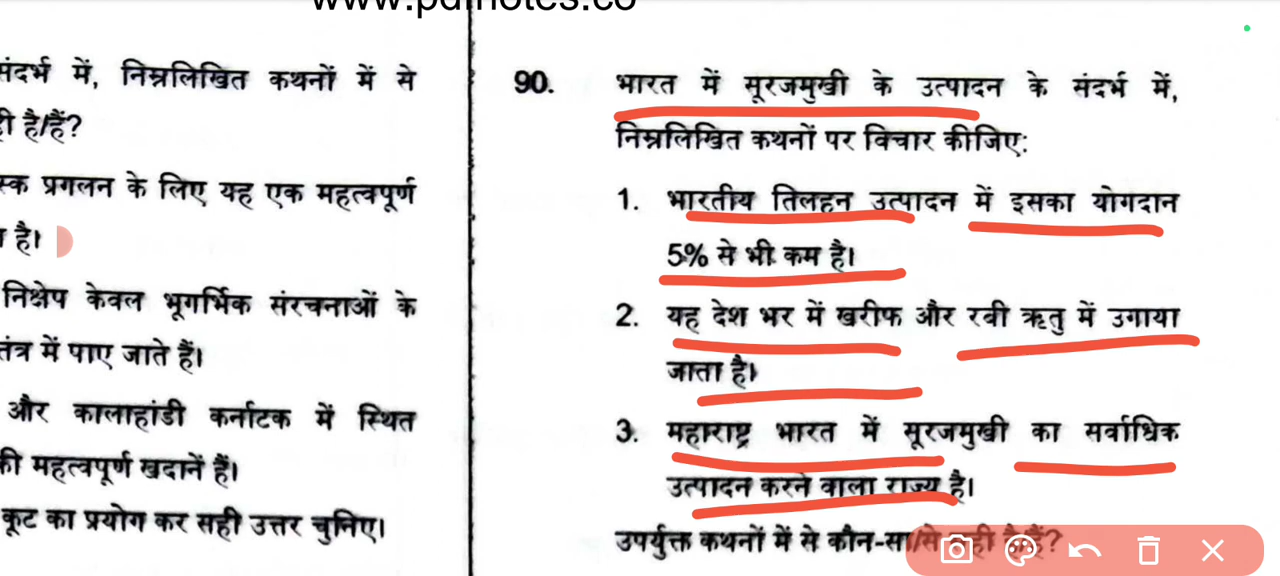 संदर्भ में, निम्नलिखित कथनों में से
है/हैं?
प्रगलन के लिए यह एक महत्वपूर्ण
है।
निक्षेप केवल भूगर्भिक संरचनाओं के
तंत्र में पाए जाते हैं।
और कालाहांडी कर्नाटक में स्थित
की महत्वपूर्ण खदानें हैं।
कूट का प्रयोग कर सही उत्तर चुनिए।
90. भारत में सूरजमुखी के उत्पादन के संदर्भ में,
निम्नलिखित कथनों पर विचार कीजिए:
1. भारतीय तिलहन उत्पादन में इसका योगदान
5% से भी कम है।
2. यह देश भर में खरीफ और रबी ऋतु में उगाया
जाता है।
3. महाराष्ट्र भारत में सूरजमुखी का सर्वाधिक
उत्पादन करने वाला राज्य है।
उपर्युक्त कथनों में से कौन-सा/से सही है/हैं?